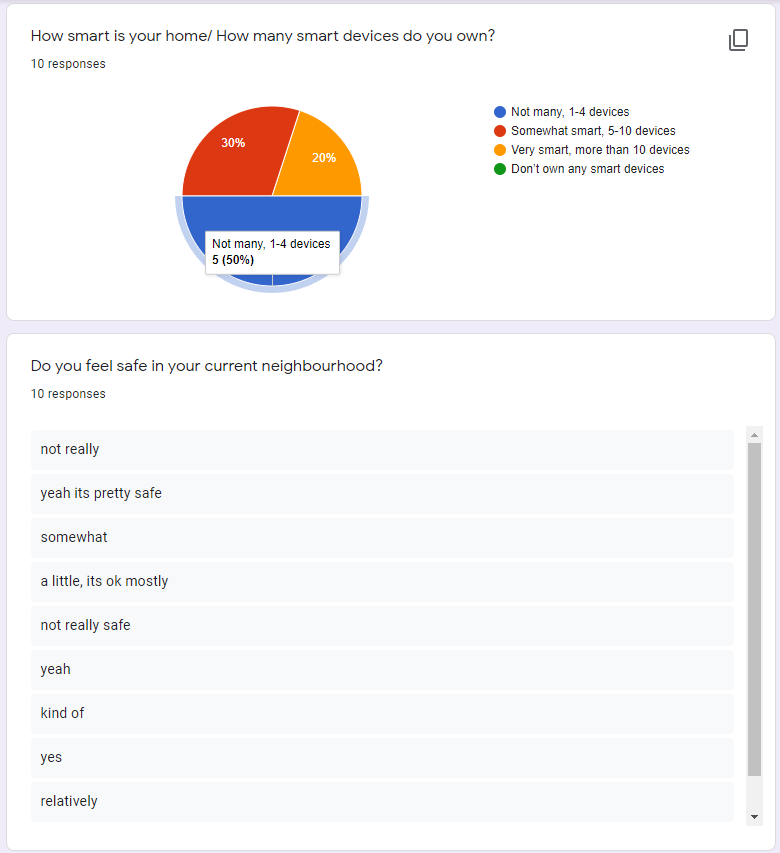 How smart is your home/ How many smart devices do you own?
10 responses
30%
20%
Not many, 1-4 devices
5 (50%)
Not many, 1-4 devices
Somewhat smart, 5-10 devices
Very smart, more than 10 devices
Don't own any smart devices
Do you feel safe in your current neighbourhood?
10 responses
not really
yeah its pretty safe
somewhat
a little, its ok mostly
not really safe
yeah
kind of
yes
relatively